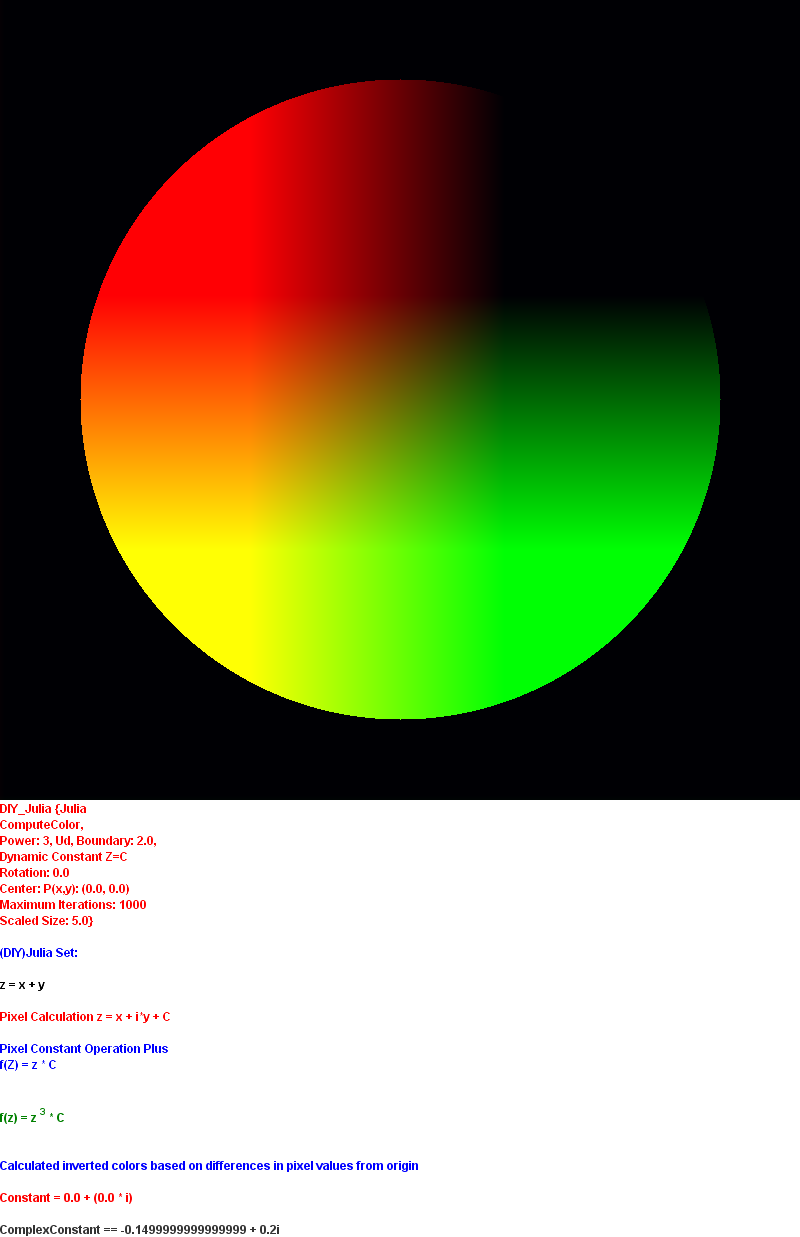 DIY_Julia {Julia
ComputeColor,
Power: 3, Ud, Boundary: 2.0,
Dynamic Constant Z=C
Rotation: 0.0
Center: P(x,y): (0.0, 0.0)
Maximum Iterations: 1000
Scaled Size: 5.0}
(DIY)Julia Set:
z = x + y
Pixel Calculation z = x + i*y + C
Pixel Constant Operation Plus
f(Z) = z * C
f(z) = z 3 * C
Calculated inverted colors based on differences in pixel values from origin
Constant = 0.0 + (0.0 * i)
ComplexConstant == -0.1499999999999999 + 0.2i